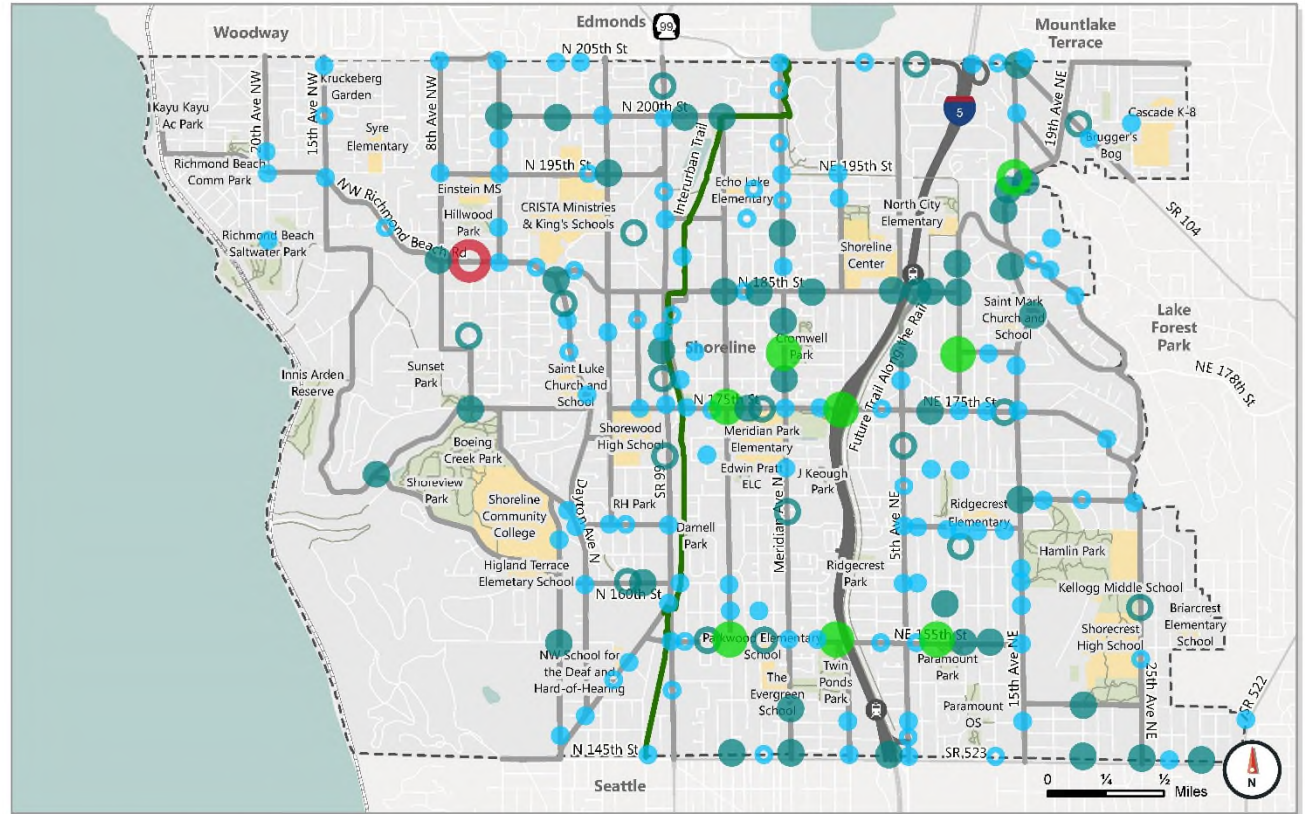 Edmonds
99
Woodway
Mountlake
Terrace
N 205th St
Kruckeberg
Garden
20th Ave NW
15th Ave NW
8th Ave NW
Kayu Kayu
Ac Park
Syre
Elementary
N 200th St
5
19th Ave NE
Cascade K-8
Brugger's
Bog
Richmond Beach
Comm Park
N 195th St
Interurban Trail
NE 195th St
Einstein MS
Echo Lake
Elementary
NW Richmond Beach Rd
Hillwood
Park
CRISTA Ministries
& King's Schools
North City
Elementary
SR 104
Richmond Beach
Saltwater Park
Shoreline
Center
N 185th St
Saint Mark
Church and
School
Lake
Forest
Park
Shoreline
Cromwell
Park
Future Trail Along the Rail
NE 178th St
Innis Arden
Reserve
Sunset
Park
Saint Luke
Church and
School
N 175th St
NE 175th St
Shorewood
High School
Meridian Park
Elementary
Boeing
Creek Park
Edwin Pratt
ELC
J Keough
Park
Shoreview
Park
SR 99
Shoreline
Community
College
Dayton Ave N
RH Park
Meridian Ave N
5th Ave NE
Ridgecrest
Elementary
Darnell
Park
Hamlin Park
Higland Terrace
Elemetary School
Ridgecrest
Park
N 160th St
Kellogg Middle School
Briarcrest
Elementary
School
NE 155th St
Shorecrest
High School
Parkwood Elementary
School
NW School for
the Deaf and
Hard-of-Hearing
Twin
Ponds
Park
Paramount
Park
15th Ave NE
The
Evergreen
School
25th Ave NE
Paramount
OS
SR 522
N 145th St
SR 523
Seattle
0 ¼ ½
Miles
N